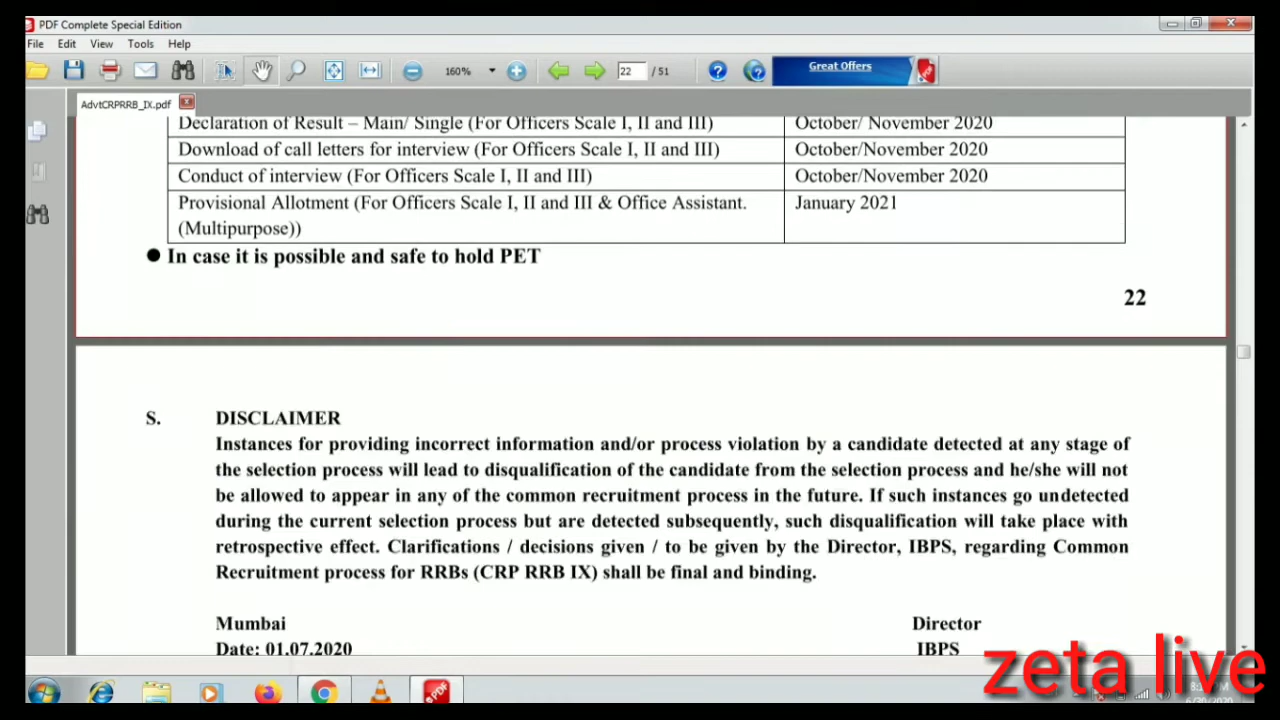 PDF Complete Special Edition
File Edit View Tools Help
160% 22 / 51 Great Offers
AdvtCRPRRB_IX.pdf
Declaration of Result – Main/ Single (For Officers Scale I, II and III) October/ November 2020
Download of call letters for interview (For Officers Scale I, II and III) October/November 2020
Conduct of interview (For Officers Scale I, II and III) October/November 2020
Provisional Allotment (For Officers Scale I, II and III & Office Assistant. January 2021
(Multipurpose))
● In case it is possible and safe to hold PET
22
S. DISCLAIMER
Instances for providing incorrect information and/or process violation by a candidate detected at any stage of
the selection process will lead to disqualification of the candidate from the selection process and he/she will not
be allowed to appear in any of the common recruitment process in the future. If such instances go undetected
during the current selection process but are detected subsequently, such disqualification will take place with
retrospective effect. Clarifications / decisions given / to be given by the Director, IBPS, regarding Common
Recruitment process for RRBs (CRP RRB IX) shall be final and binding.
Mumbai Director
Date: 01.07.2020 IBPS
zeta live